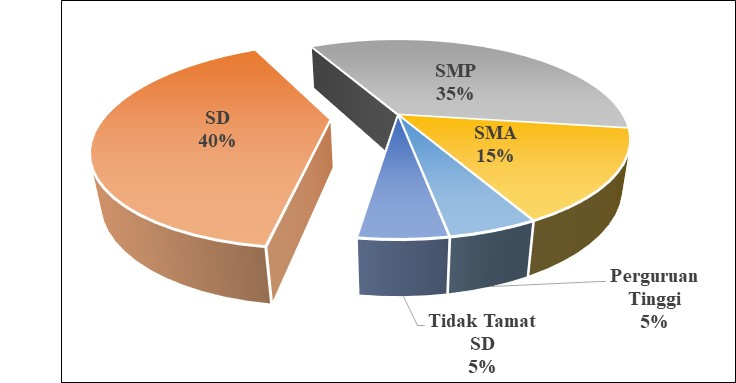 SMP
35%
SD
40%
SMA
15%
Perguruan
Tinggi
5%
Tidak Tamat
SD
5%